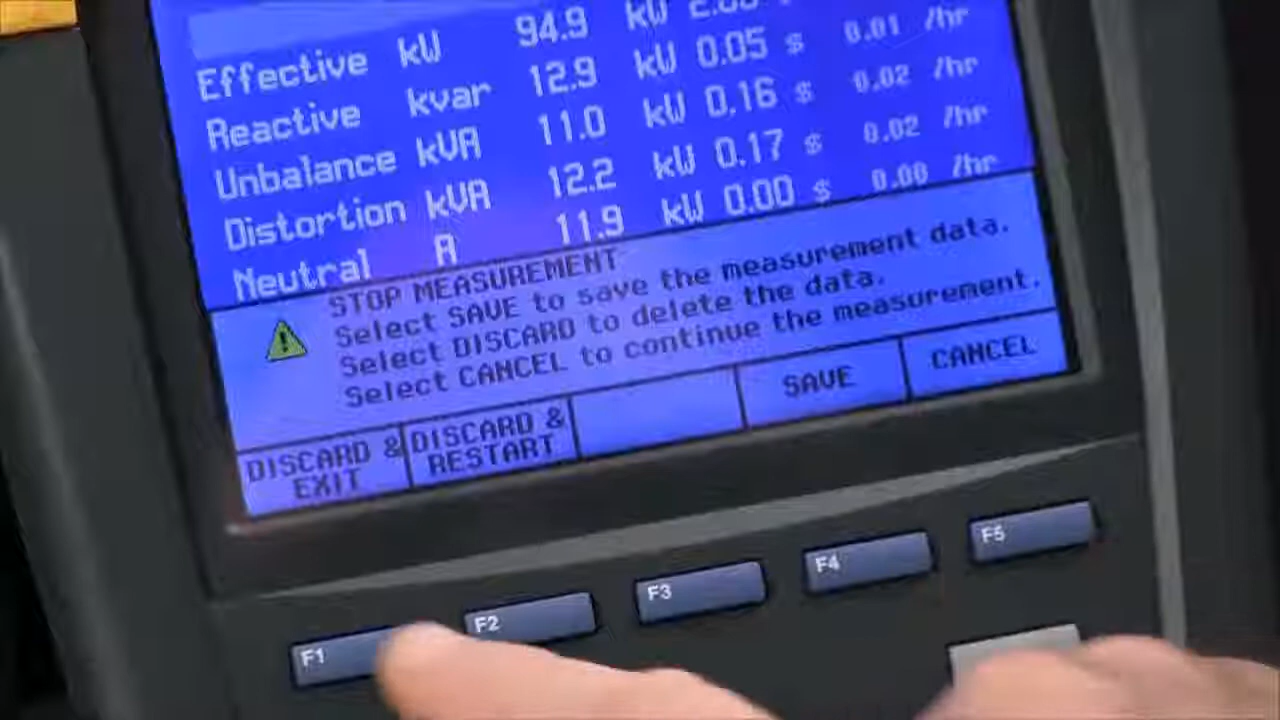 Effective kW 94.9 kW $
Reactive kvar 12.9 kW 0.05 $ 0.01 /hr
Unbalance kVA 11.0 kW 0.16 $ 0.02 /hr
Distortion kVA 12.2 kW 0.17 $ 0.02 /hr
Neutral A 11.9 kW 0.00 $ 0.00 /hr
STOP MEASUREMENT
Select SAVE to save the measurement data.
Select DISCARD to delete the data.
Select CANCEL to continue the measurement.
DISCARD & EXIT DISCARD & RESTART SAVE CANCEL
F1 F2 F3 F4 F5